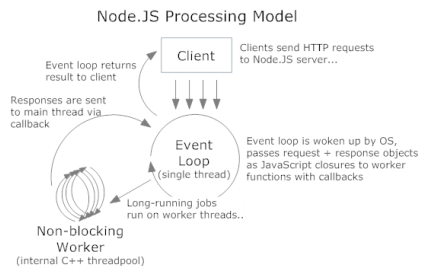 Node.JS Processing Model
Client
Clients send HTTP requests
to Node.JS server...
Event loop returns
result to client
Responses are sent
to main thread via
callback
Event
Loop
(single thread)
Event loop is woken up by OS,
passes request + response objects
as JavaScript closures to worker
functions with callbacks
Long-running jobs
run on worker threads..
Non-blocking
Worker
(internal C++ threadpool)